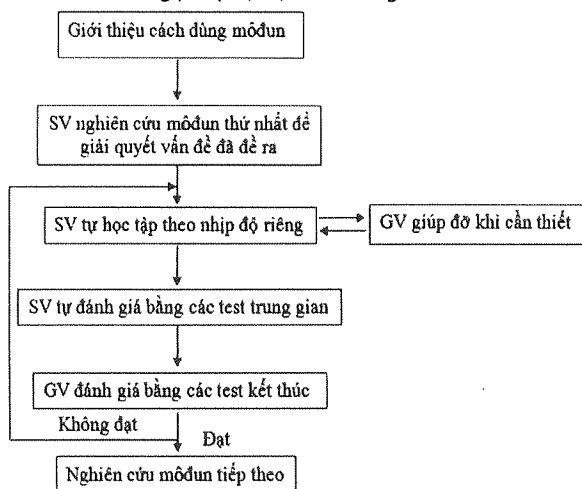 Giới thiệu cách dùng môđun
SV nghiên cứu môđun thứ nhất để
giải quyết vấn đề đã đề ra
SV tự học tập theo nhịp độ riêng
GV giúp đỡ khi cần thiết
SV tự đánh giá bằng các test trung gian
GV đánh giá bằng các test kết thúc
Không đạt
Đạt
Nghiên cứu môđun tiếp theo